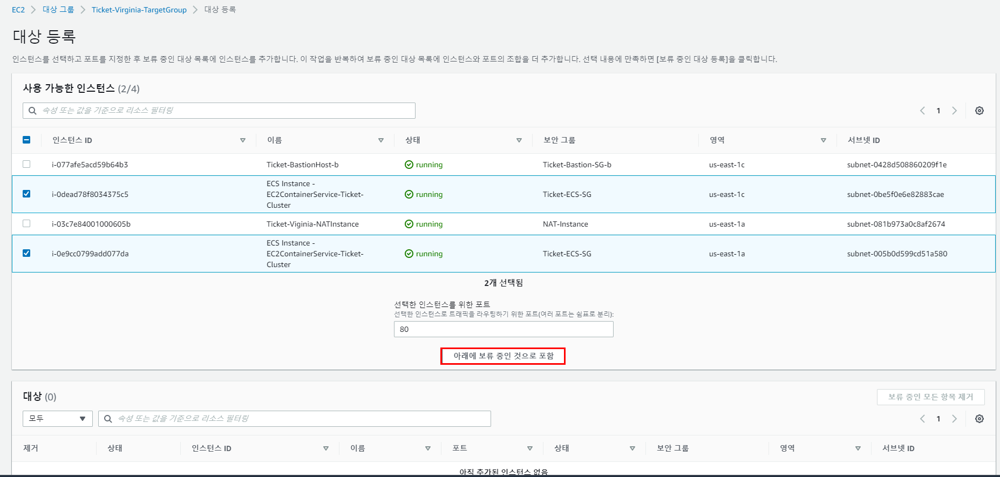 EC2 > 대상 그룹 > Ticket-Virginia-TargetGroup > 대상 등록
대상 등록
인스턴스를 선택하고 포트를 지정한 후 보류 중인 대상 목록에 인스턴스를 추가합니다. 이 작업을 반복하여 보류 중인 대상 목록에 인스턴스와 포트의 조합을 더 추가합니다. 선택 내용에 만족하면 [보류 중인 대상 등록]을 클릭합니다.
사용 가능한 인스턴스 (2/4)
속성 또는 값을 기준으로 리소스 필터링
1
인스턴스 ID 이름 상태 보안 그룹 영역 서브넷 ID
i-077afe5acd59b64b3 Ticket-BastionHost-b running Ticket-Bastion-SG-b us-east-1c subnet-0428d508860209f1e
ECS Instance -
i-0dead78f8034375c5 EC2ContainerService-Ticket- running Ticket-ECS-SG us-east-1c subnet-0be5f0e6e82883cae
Cluster
i-03c7e84001000605b Ticket-Viginia-NATInstance running NAT-Instance us-east-1a subnet-081b973a0c8af2674
ECS Instance -
i-0e9cc0799add077da EC2ContainerService-Ticket- running Ticket-ECS-SG us-east-1a subnet-005b0d599cd51a580
Cluster
2개 선택됨
선택한 인스턴스를 위한 포트
선택한 인스턴스로 트래픽을 라우팅하기 위한 포트(여러 포트는 쉼표로 분리):
80
아래에 보류 중인 것으로 포함
대상 (0)
보류 중인 모든 항목 제거
모두 속성 또는 값을 기준으로 리소스 필터링
1
제거 상태 인스턴스 ID 이름 포트 상태 보안 그룹 영역 서브넷 ID
아직 추가된 인스턴스 없음